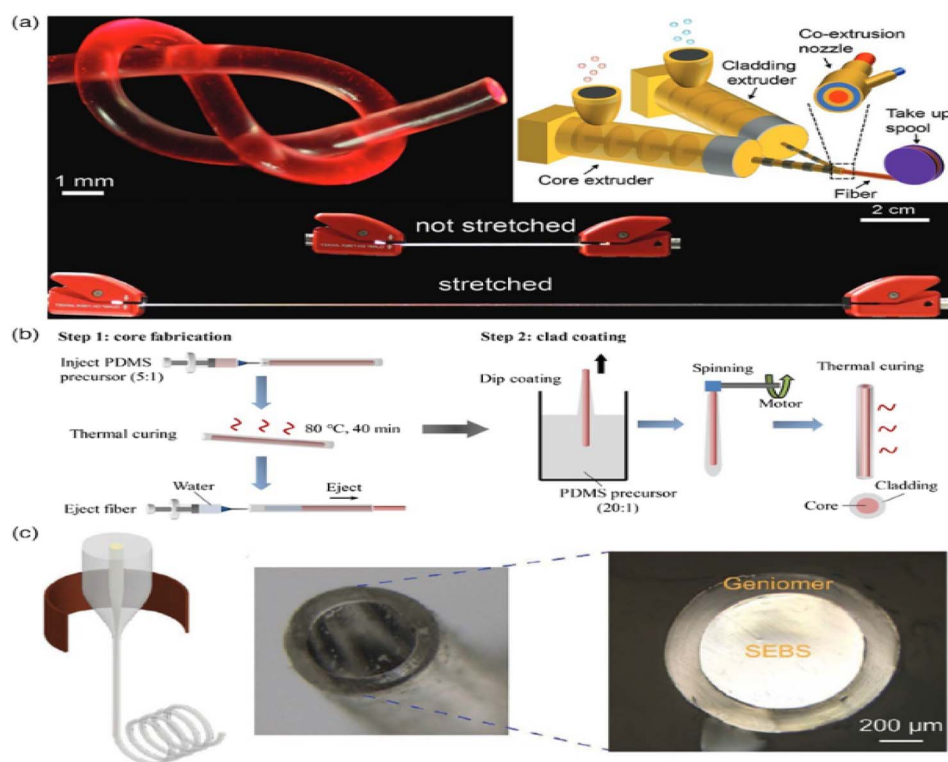 (a)
1 mm
Co-extrusion
nozzle
Cladding
extruder
Take up
spool
Core extruder
Fiber
2 cm
not stretched
stretched
(b)
Step 1: core fabrication
Step 2: clad coating
Inject PDMS
precursor (5:1)
Thermal curing
80 °C, 40 min
Water
Eject
Eject fiber
Dip coating
PDMS precursor
(20:1)
Spinning
Motor
Thermal curing
Cladding
Core
(c)
Geniomer
SEBS
200 μm